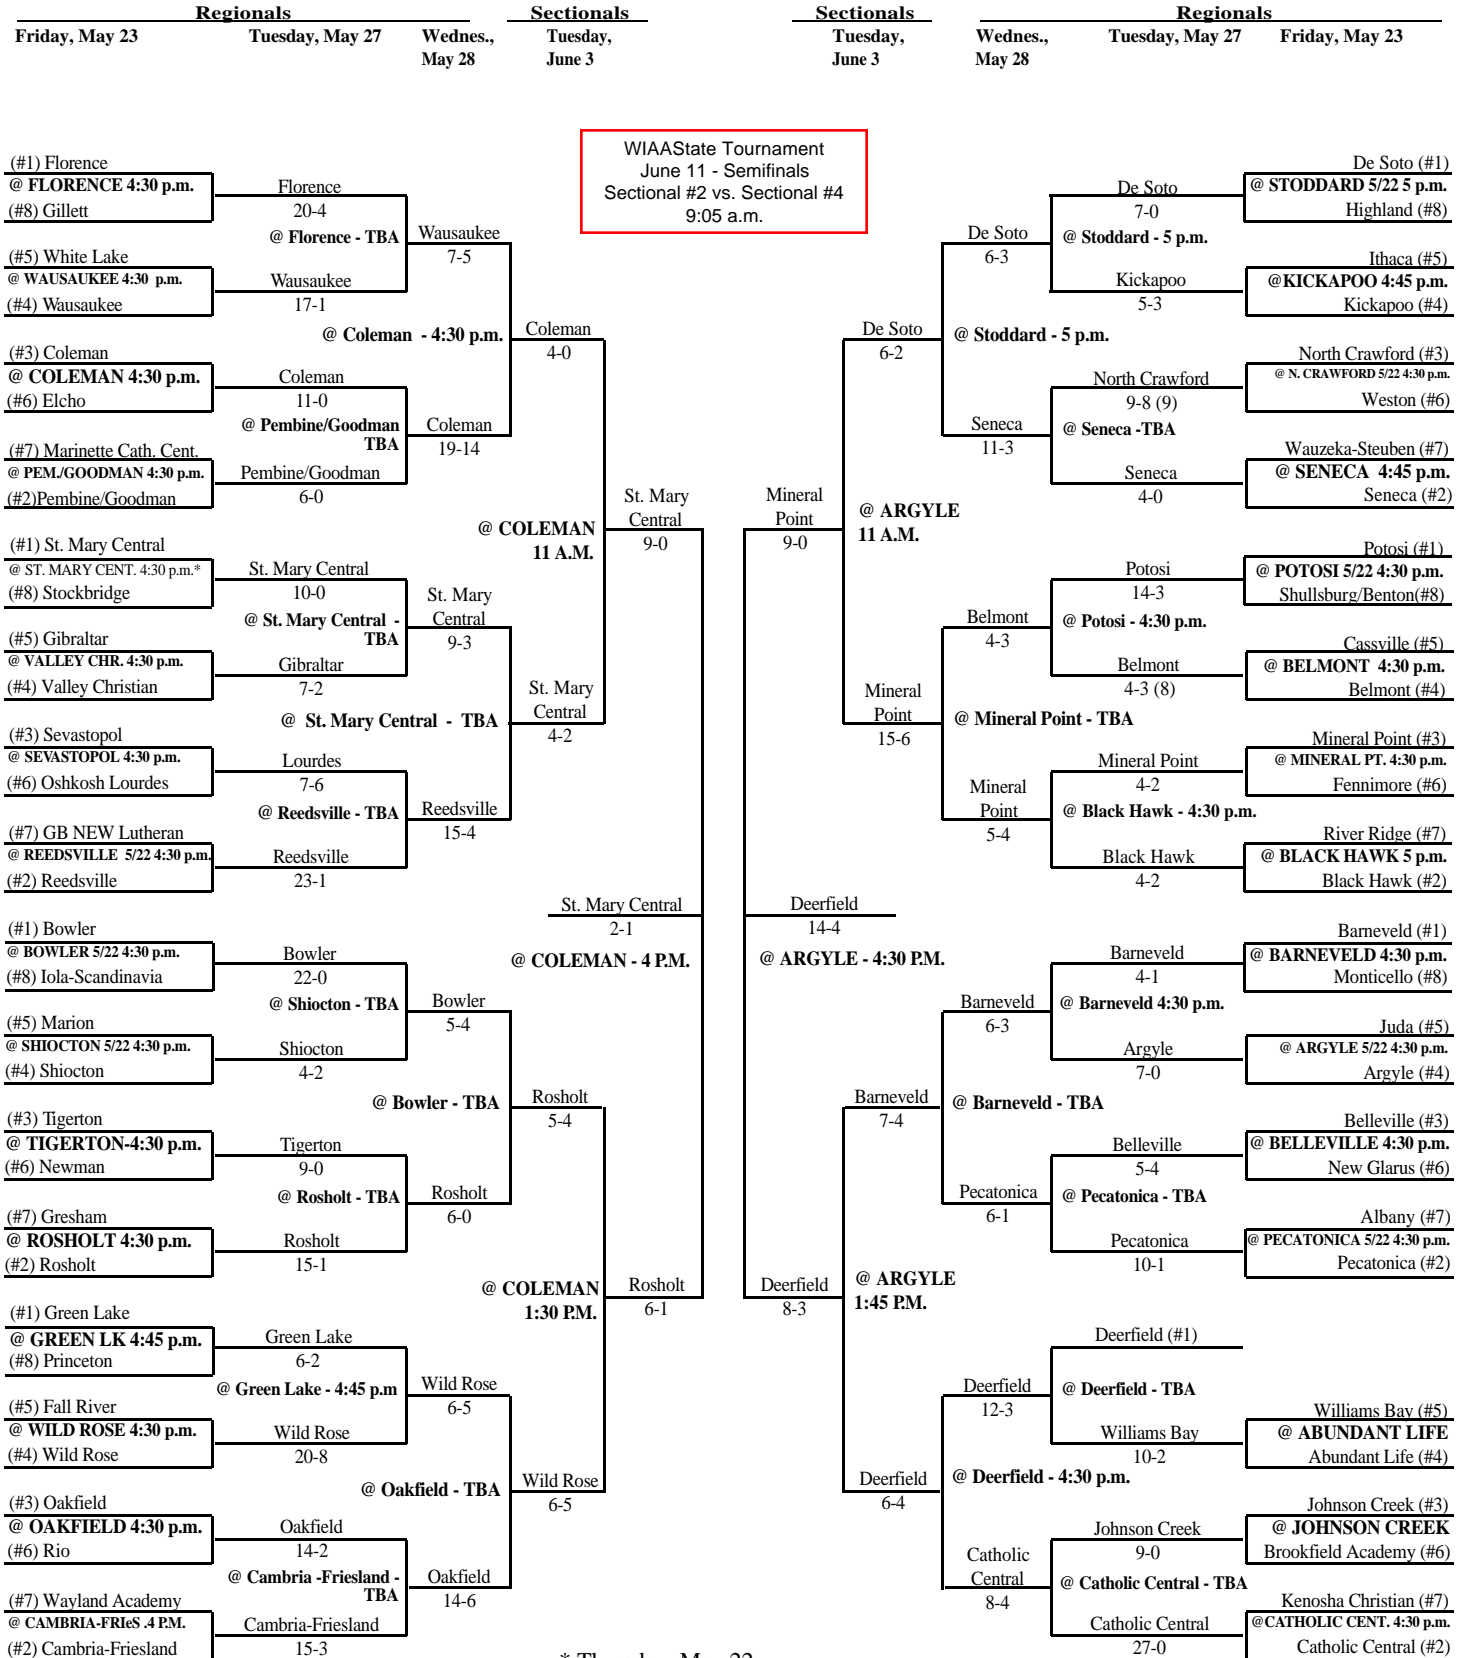 Regionals
Sectionals
Sectionals
Regionals
Friday, May 23
Tuesday, May 27
Wednes.,
May 28
Tuesday,
June 3
Tuesday,
June 3
Wednes.,
May 28
Tuesday, May 27
Friday, May 23
WIAAState Tournament
June 11 - Semifinals
Sectional #2 vs. Sectional #4
9:05 a.m.
(#1) Florence
@ FLORENCE 4:30 p.m.
(#8) Gillett
(#5) White Lake
@ WAUSAUKEE 4:30 p.m.
(#4) Wausaukee
(#3) Coleman
@ COLEMAN 4:30 p.m.
(#6) Elcho
(#7) Marinette Cath. Cent.
@ PEM./GOODMAN 4:30 p.m.
(#2)Pembine/Goodman
(#1) St. Mary Central
@ ST. MARY CENT. 4:30 p.m.*
(#8) Stockbridge
(#5) Gibraltar
@ VALLEY CHR. 4:30 p.m.
(#4) Valley Christian
(#3) Sevastopol
@ SEVASTOPOL 4:30 p.m.
(#6) Oshkosh Lourdes
(#7) GB NEW Lutheran
@ REEDSVILLE 5/22 4:30 p.m.
(#2) Reedsville
(#1) Bowler
@ BOWLER 5/22 4:30 p.m.
(#8) Iola-Scandinavia
(#5) Marion
@ SHIOCTON 5/22 4:30 p.m.
(#4) Shiocton
(#3) Tigerton
@ TIGERTON-4:30 p.m.
(#6) Newman
(#7) Gresham
@ ROSHOLT 4:30 p.m.
(#2) Rosholt
(#1) Green Lake
@ GREEN LK 4:45 p.m.
(#8) Princeton
(#5) Fall River
@ WILD ROSE 4:30 p.m.
(#4) Wild Rose
(#3) Oakfield
@ OAKFIELD 4:30 p.m.
(#6) Rio
(#7) Wayland Academy
@ CAMBRIA-FRIeS .4 P.M.
(#2) Cambria-Friesland
Florence
20-4
@ Florence - TBA
Wausaukee
17-1
Coleman
11-0
@ Pembine/Goodman
TBA
Pembine/Goodman
6-0
St. Mary Central
10-0
@ St. Mary Central -
TBA
Gibraltar
7-2
Lourdes
7-6
@ Reedsville - TBA
Reedsville
23-1
Bowler
22-0
@ Shiocton - TBA
Shiocton
4-2
Tigerton
9-0
@ Rosholt - TBA
Rosholt
15-1
Green Lake
6-2
@ Green Lake - 4:45 p.m
Wild Rose
20-8
Oakfield
14-2
@ Cambria -Friesland -
TBA
Cambria-Friesland
15-3
Wausaukee
7-5
@ Coleman - 4:30 p.m.
Coleman
19-14
St. Mary
Central
9-3
@ St. Mary Central - TBA
Reedsville
15-4
Bowler
5-4
@ Bowler - TBA
Rosholt
6-0
Wild Rose
6-5
@ Oakfield - TBA
Oakfield
14-6
Coleman
4-0
@ COLEMAN
11 A.M.
St. Mary
Central
4-2
Rosholt
5-4
@ COLEMAN
1:30 P.M.
Wild Rose
6-5
St. Mary
Central
9-0
St. Mary Central
2-1
@ COLEMAN - 4 P.M.
Rosholt
6-1
* Thursday, May 22
Mineral
Point
9-0
Deerfield
14-4
@ ARGYLE - 4:30 P.M.
Deerfield
8-3
De Soto
6-2
@ ARGYLE
11 A.M.
Mineral
Point
15-6
Barneveld
7-4
@ ARGYLE
1:45 P.M.
Deerfield
6-4
De Soto
6-3
@ Stoddard - 5 p.m.
Seneca
11-3
Belmont
4-3
@ Mineral Point - TBA
Mineral
Point
5-4
Barneveld
6-3
@ Barneveld - TBA
Pecatonica
6-1
Deerfield
12-3
@ Deerfield - 4:30 p.m.
Catholic
Central
8-4
De Soto
7-0
@ Stoddard - 5 p.m.
Kickapoo
5-3
North Crawford
9-8 (9)
@ Seneca -TBA
Seneca
4-0
Potosi
14-3
@ Potosi - 4:30 p.m.
Belmont
4-3 (8)
Mineral Point
4-2
@ Black Hawk - 4:30 p.m.
Black Hawk
4-2
Barneveld
4-1
@ Barneveld 4:30 p.m.
Argyle
7-0
Belleville
5-4
@ Pecatonica - TBA
Pecatonica
10-1
Deerfield (#1)
@ Deerfield - TBA
Williams Bay
10-2
Johnson Creek
9-0
@ Catholic Central - TBA
Catholic Central
27-0
De Soto (#1)
@ STODDARD 5/22 5 p.m.
Highland (#8)
Ithaca (#5)
@KICKAPOO 4:45 p.m.
Kickapoo (#4)
North Crawford (#3)
@ N. CRAWFORD 5/22 4:30 p.m.
Weston (#6)
Wauzeka-Steuben (#7)
@ SENECA 4:45 p.m.
Seneca (#2)
Potosi (#1)
@ POTOSI 5/22 4:30 p.m.
Shullsburg/Benton(#8)
Cassville (#5)
@ BELMONT 4:30 p.m.
Belmont (#4)
Mineral Point (#3)
@ MINERAL PT. 4:30 p.m.
Fennimore (#6)
River Ridge (#7)
@ BLACK HAWK 5 p.m.
Black Hawk (#2)
Barneveld (#1)
@ BARNEVELD 4:30 p.m.
Monticello (#8)
Juda (#5)
@ ARGYLE 5/22 4:30 p.m.
Argyle (#4)
Belleville (#3)
@ BELLEVILLE 4:30 p.m.
New Glarus (#6)
Albany (#7)
@ PECATONICA 5/22 4:30 p.m.
Pecatonica (#2)
Williams Bay (#5)
@ ABUNDANT LIFE
Abundant Life (#4)
Johnson Creek (#3)
@ JOHNSON CREEK
Brookfield Academy (#6)
Kenosha Christian (#7)
@CATHOLIC CENT. 4:30 p.m.
Catholic Central (#2)